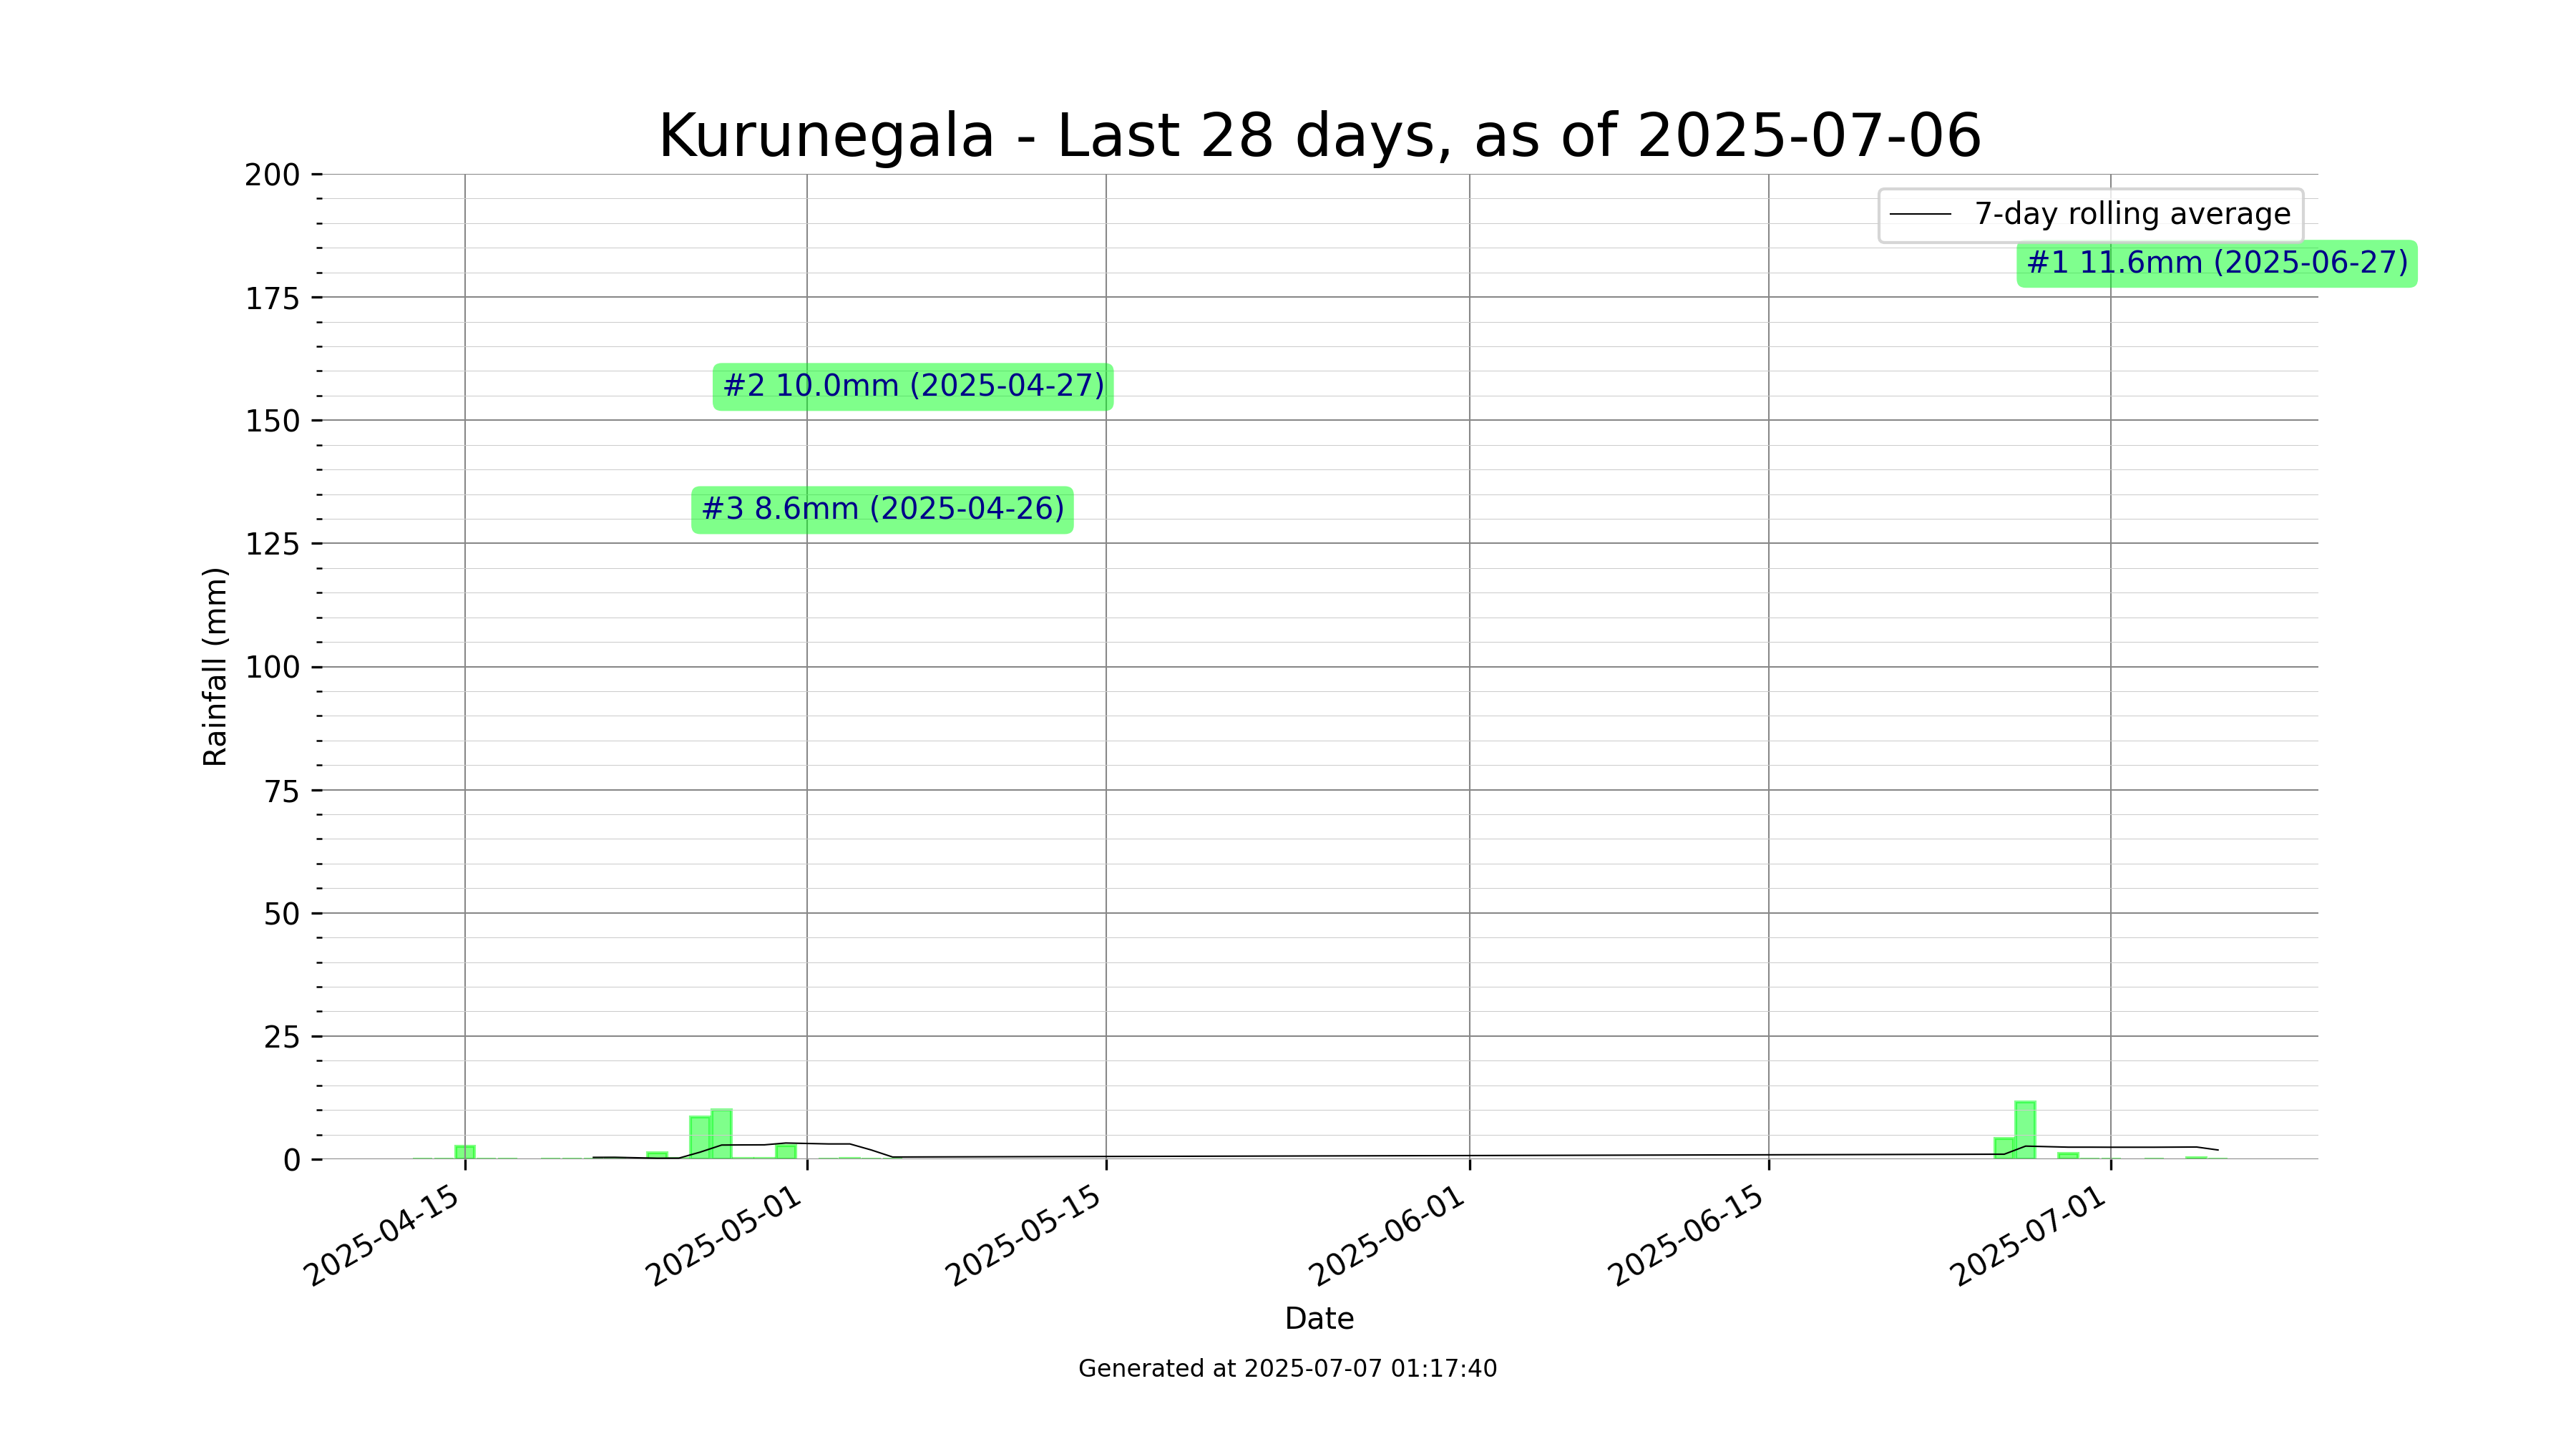 Kurunegala - Last 28 days, as of 2025-07-06
200
175
150
125
100
75
50
25
0
Rainfall (mm)
7-day rolling average
#1 11.6mm (2025-06-27)
#2 10.0mm (2025-04-27)
#3 8.6mm (2025-04-26)
2025-04-15
2025-05-01
2025-05-15
2025-06-01
2025-06-15
2025-07-01
Date
Generated at 2025-07-07 01:17:40